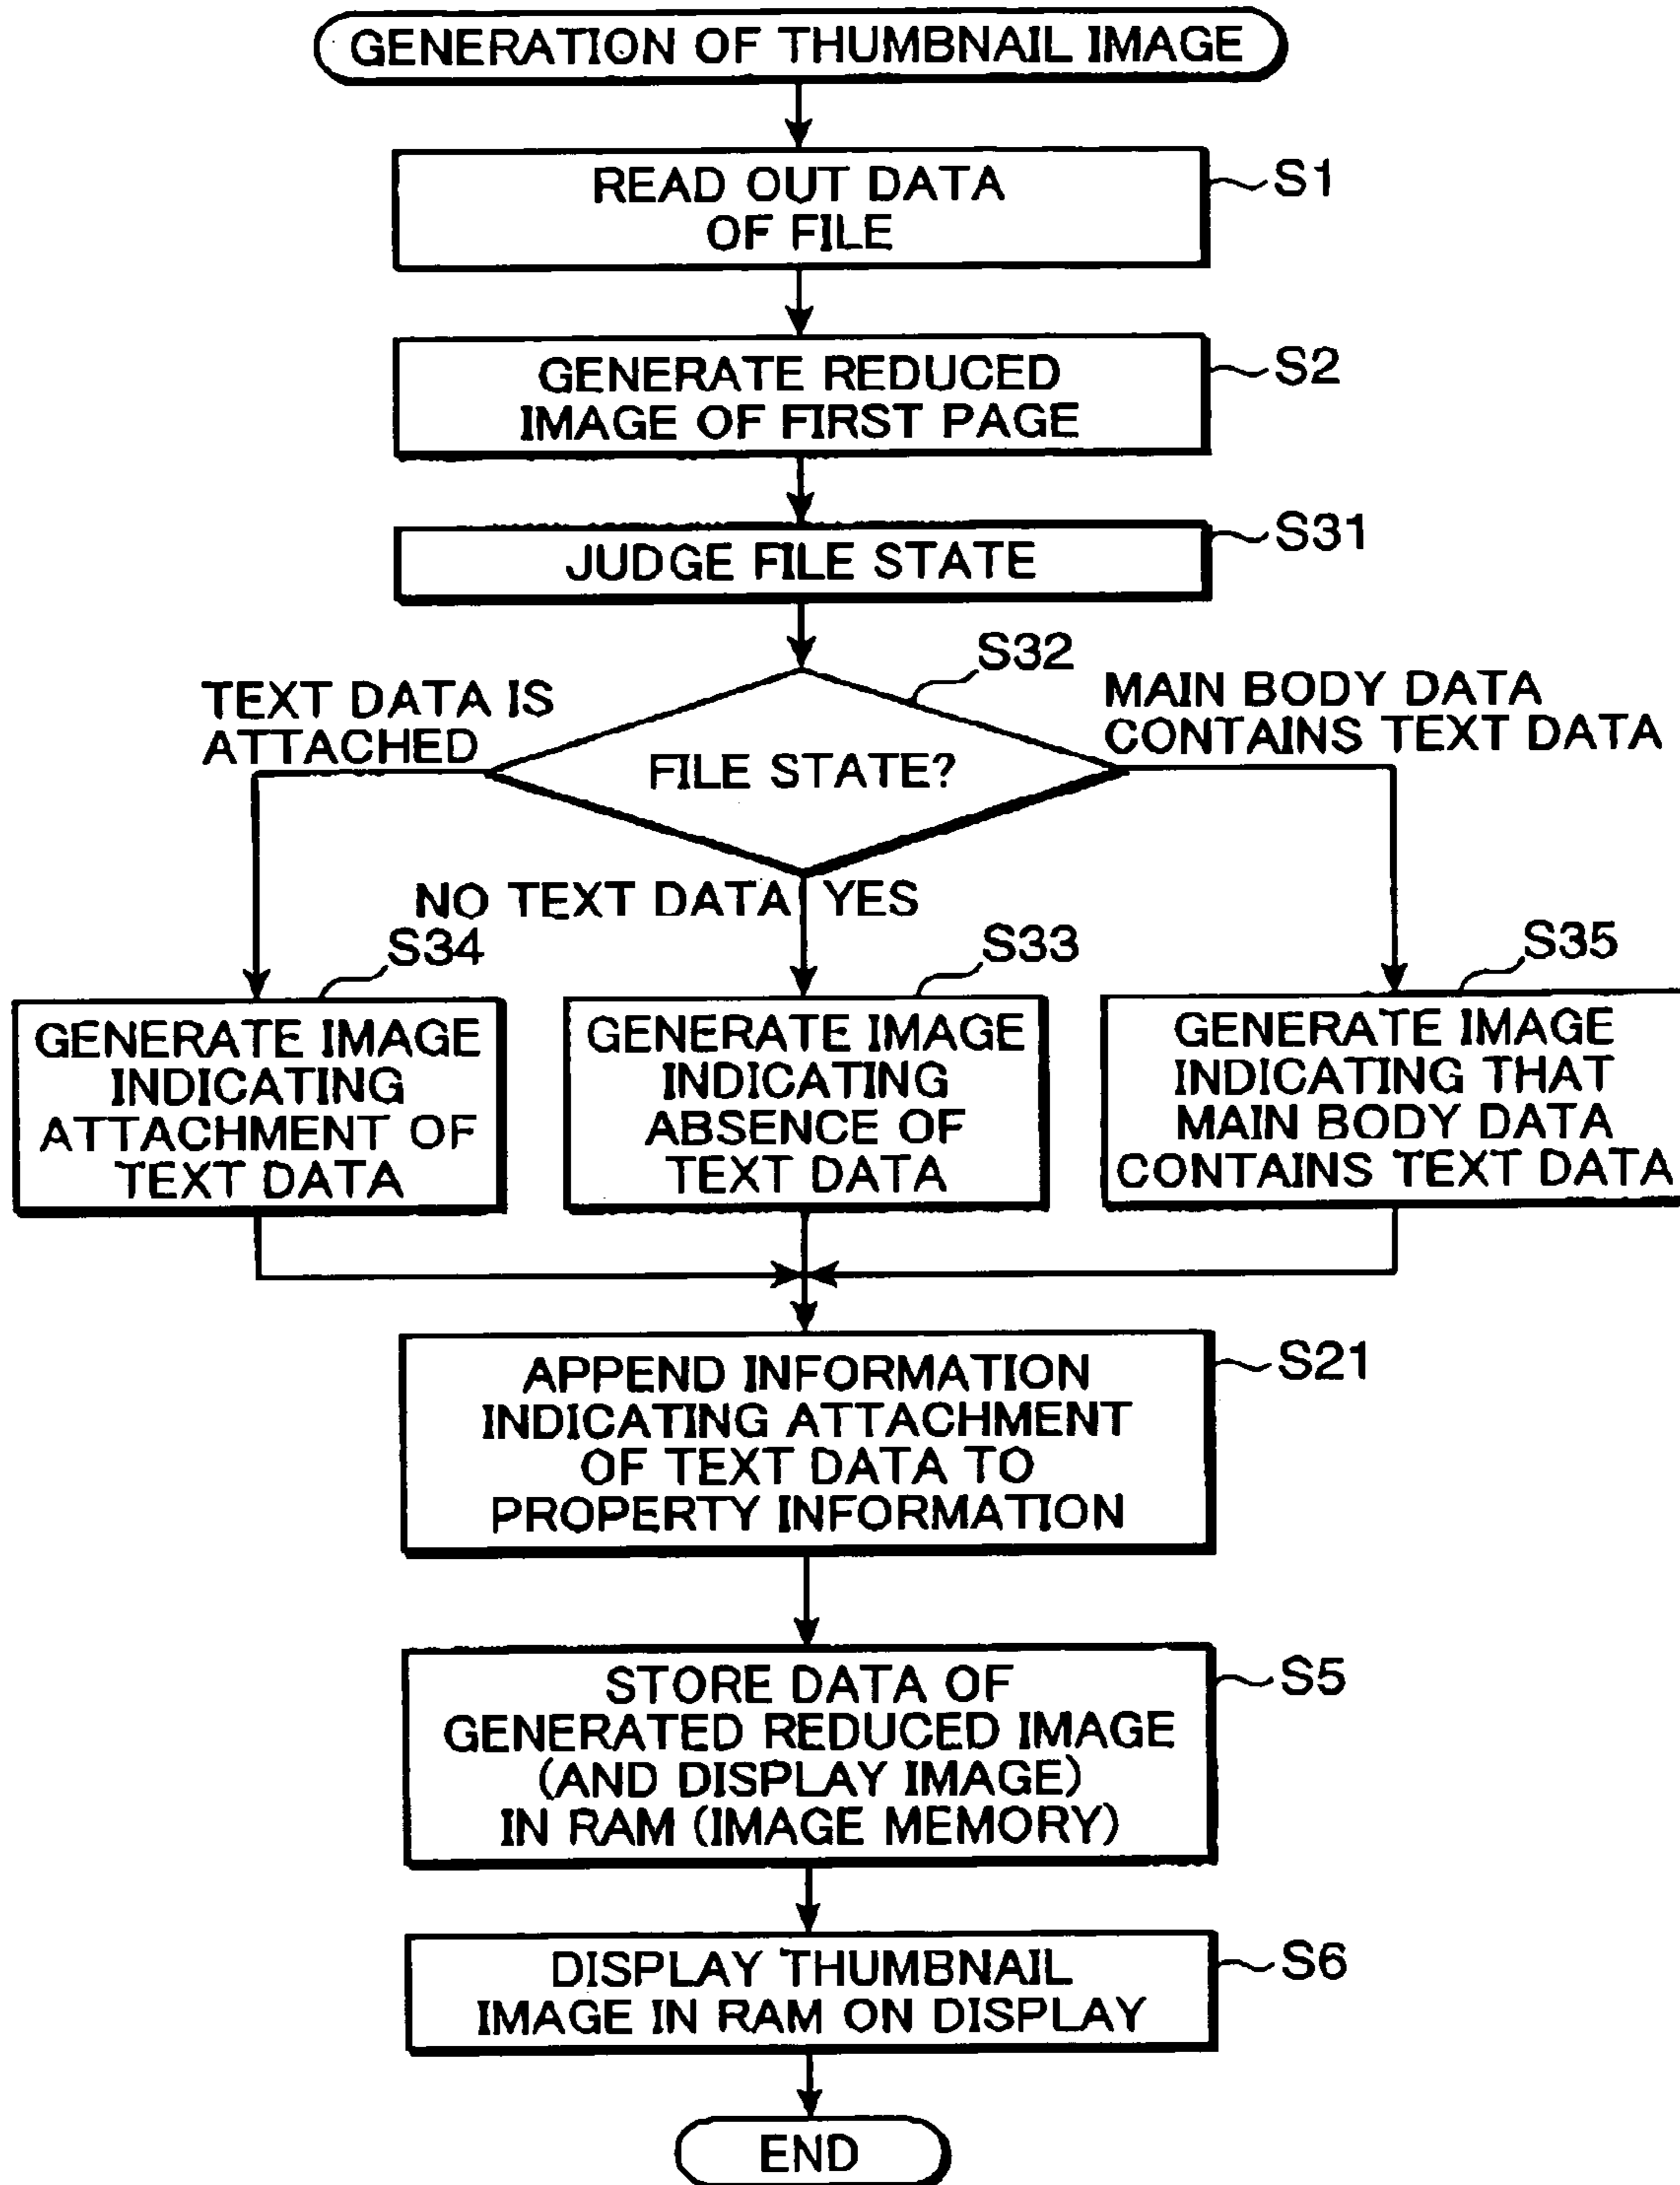 GENERATION OF THUMBNAIL IMAGE
READ OUT DATA
OF FILE
S1
GENERATE REDUCED
IMAGE OF FIRST PAGE
S2
JUDGE FILE STATE
S31
S32
TEXT DATA IS
ATTACHED
FILE STATE?
MAIN BODY DATA
CONTAINS TEXT DATA
NO TEXT DATA YES
S34
S33
S35
GENERATE IMAGE
INDICATING
ATTACHMENT OF
TEXT DATA
GENERATE IMAGE
INDICATING
ABSENCE OF
TEXT DATA
GENERATE IMAGE
INDICATING THAT
MAIN BODY DATA
CONTAINS TEXT DATA
APPEND INFORMATION
INDICATING ATTACHMENT
OF TEXT DATA TO
PROPERTY INFORMATION
S21
STORE DATA OF
GENERATED REDUCED IMAGE
(AND DISPLAY IMAGE)
IN RAM (IMAGE MEMORY)
S5
DISPLAY THUMBNAIL
IMAGE IN RAM ON DISPLAY
S6
END